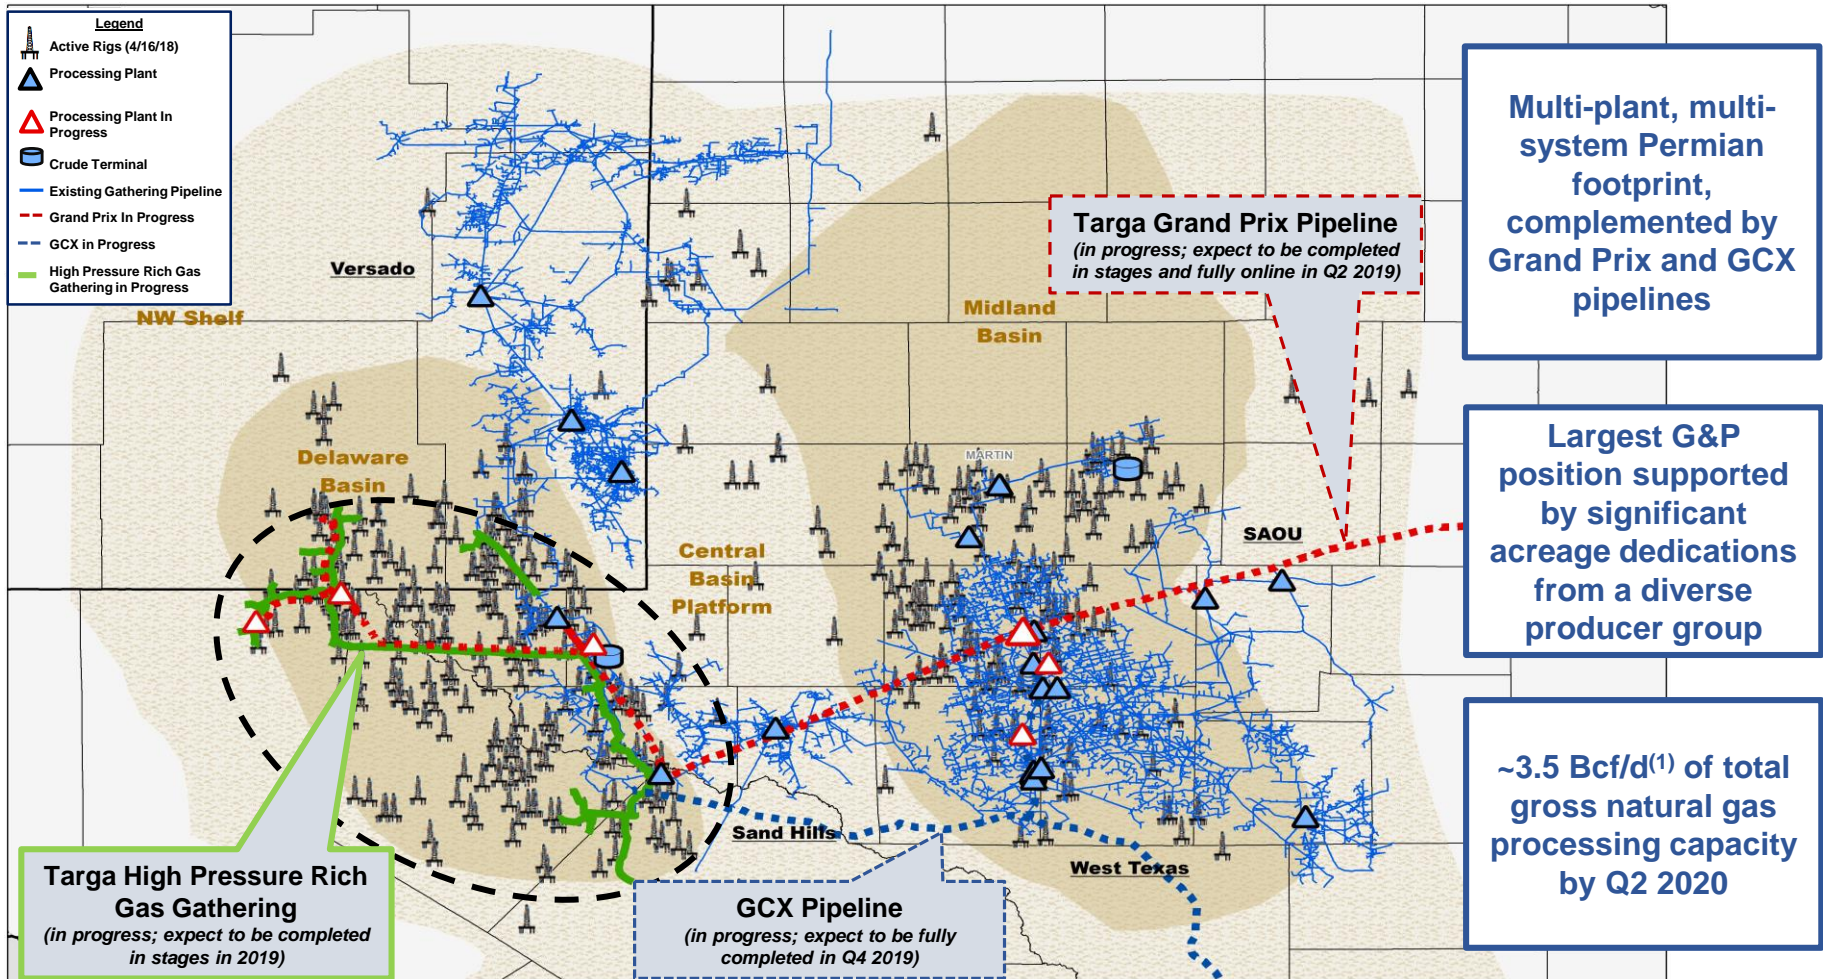 Legend
Active Rigs (4/16/18)
Processing Plant
Processing Plant In
Progress
Crude Terminal
Existing Gathering Pipeline
Grand Prix In Progress
GCX in Progress
High Pressure Rich Gas
Gathering in Progress
Versado
NW Shelf
Delaware
Basin
Central
Basin
Platform
Midland
Basin
MARTIN
SAOU
Sand Hills
West Texas
Targa Grand Prix Pipeline
(in progress; expect to be completed
in stages and fully online in Q2 2019)
Targa High Pressure Rich
Gas Gathering
(in progress; expect to be completed
in stages in 2019)
GCX Pipeline
(in progress; expect to be fully
completed in Q4 2019)
Multi-plant, multi-
system Permian
footprint,
complemented by
Grand Prix and GCX
pipelines
Largest G&P
position supported
by significant
acreage dedications
from a diverse
producer group
~3.5 Bcf/d(1) of total
gross natural gas
processing capacity
by Q2 2020